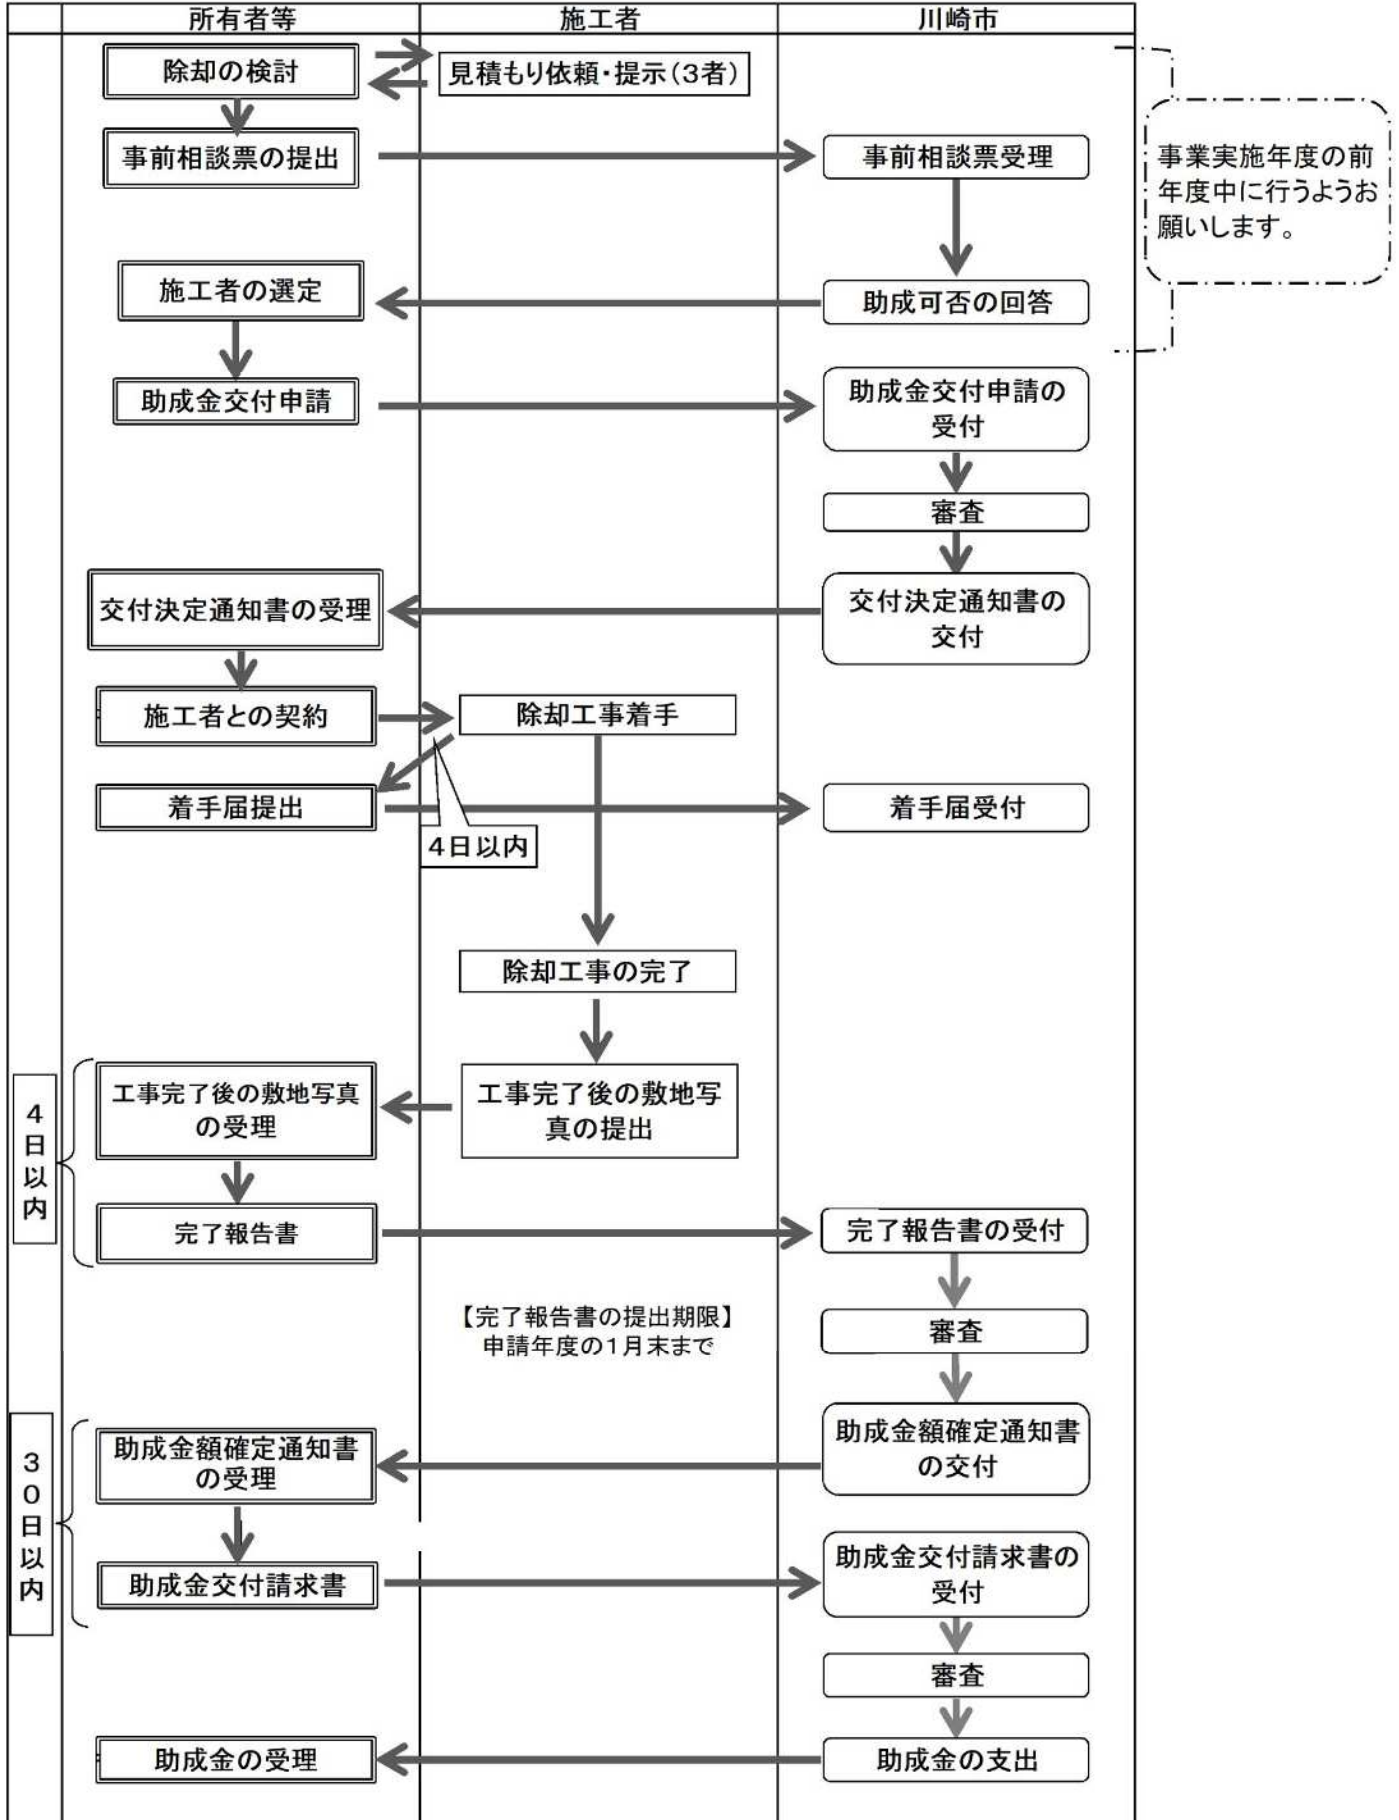 所有者等
施工者
川崎市
除却の検討
見積もり依頼・提示（３者）
事前相談票の提出
事前相談票受理
事業実施年度の前
年度中に行うようお
願いします。
施工者の選定
助成可否の回答
助成金交付申請
助成金交付申請の
受付
審査
交付決定通知書の受理
交付決定通知書の
交付
施工者との契約
除却工事着手
着手届提出
４日以内
着手届受付
除却工事の完了
４
日
以
内
工事完了後の敷地写真
の受理
工事完了後の敷地写
真の提出
完了報告書
完了報告書の受付
【完了報告書の提出期限】
申請年度の１月末まで
審査
３
０
日
以
内
助成金額確定通知書
の受理
助成金額確定通知書
の交付
助成金交付請求書
助成金交付請求書の
受付
審査
助成金の受理
助成金の支出